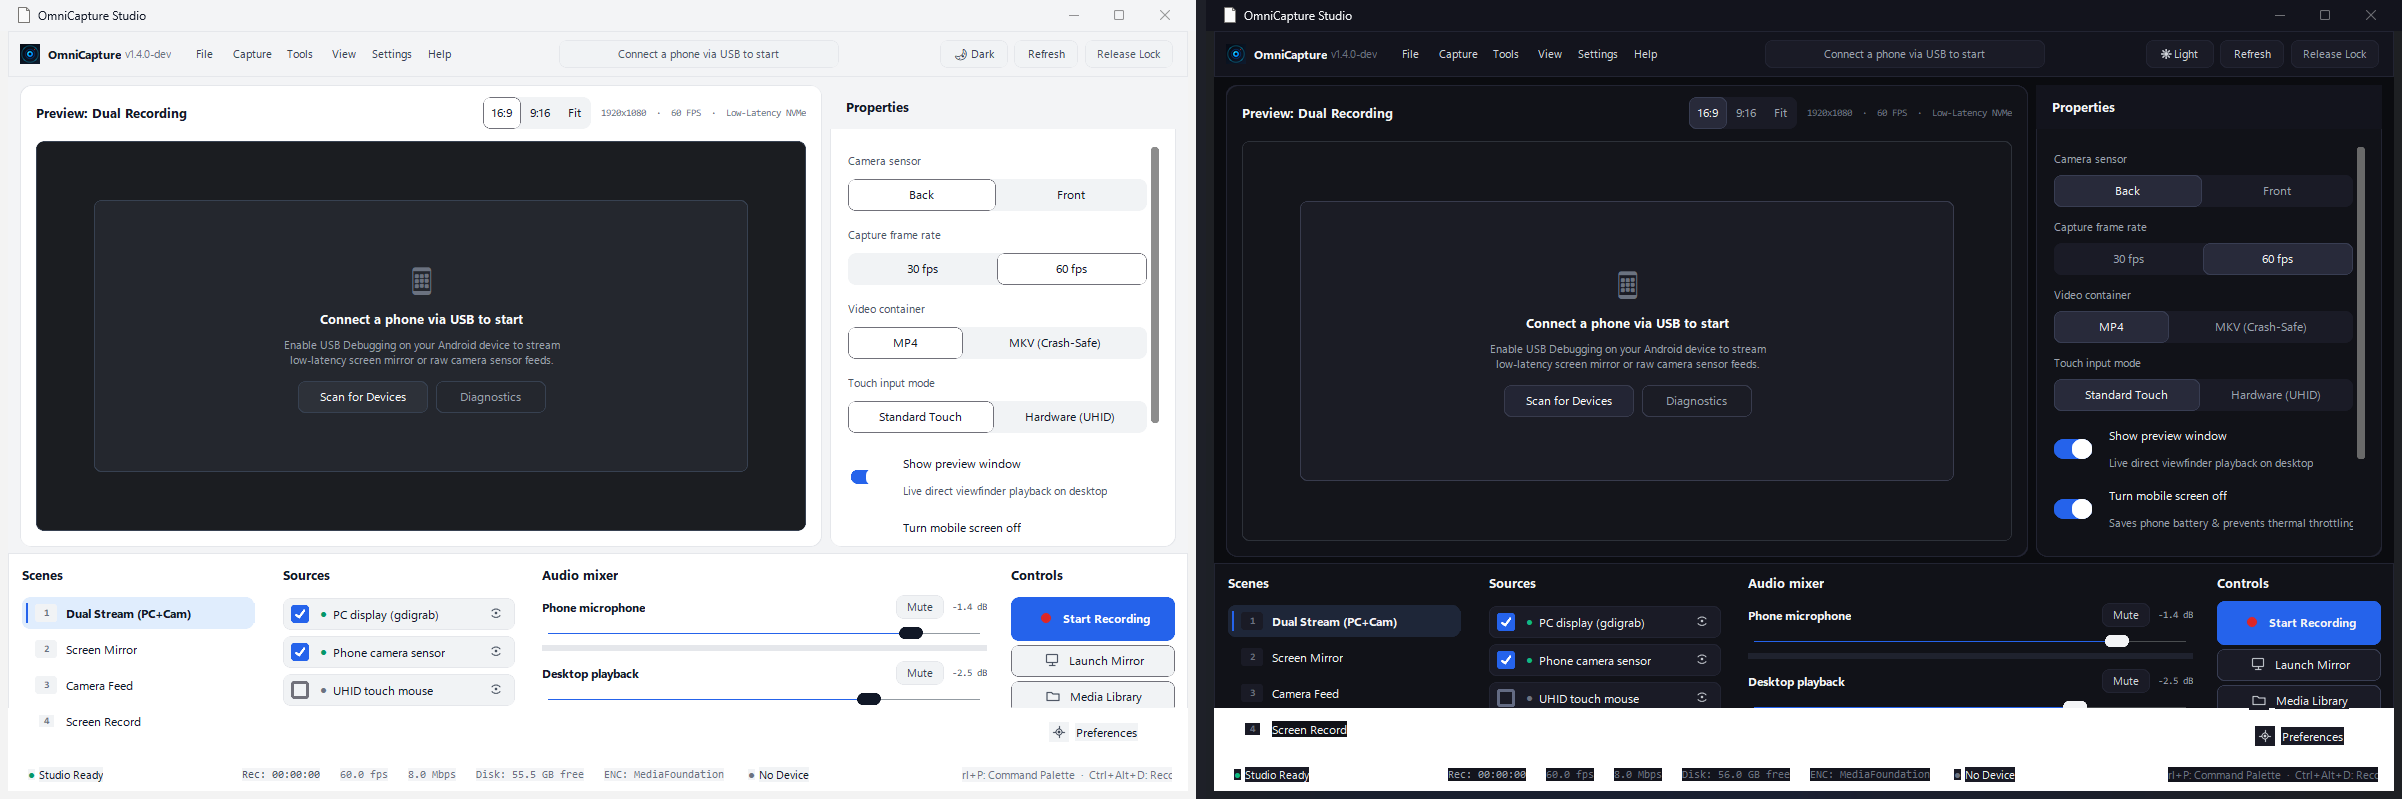 OmniCapture Studio
OmniCapture v1.4.0-dev File Capture Tools View Settings Help Connect a phone via USB to start Dark Refresh Release Lock
Preview: Dual Recording 16:9 9:16 Fit 1920x1080 · 60 FPS · Low-Latency NVMe
Connect a phone via USB to start
Enable USB Debugging on your Android device to stream
low-latency screen mirror or raw camera sensor feeds.
Scan for Devices Diagnostics
Properties
Camera sensor
Back Front
Capture frame rate
30 fps 60 fps
Video container
MP4 MKV (Crash-Safe)
Touch input mode
Standard Touch Hardware (UHID)
Show preview window
Live direct viewfinder playback on desktop
Turn mobile screen off
Scenes
1 Dual Stream (PC+Cam)
2 Screen Mirror
3 Camera Feed
4 Screen Record
Sources
PC display (gdigrab)
Phone camera sensor
UHID touch mouse
Audio mixer
Phone microphone Mute -1.4 dB
Desktop playback Mute -2.5 dB
Controls
Start Recording
Launch Mirror
Media Library
Preferences
Studio Ready Rec: 00:00:00 60.0 fps 8.0 Mbps Disk: 55.5 GB free ENC: MediaFoundation No Device rl+P: Command Palette · Ctrl+Alt+D: Recc
OmniCapture Studio
OmniCapture v1.4.0-dev File Capture Tools View Settings Help Connect a phone via USB to start Light Refresh Release Lock
Preview: Dual Recording 16:9 9:16 Fit 1920x1080 · 60 FPS · Low-Latency NVMe
Connect a phone via USB to start
Enable USB Debugging on your Android device to stream
low-latency screen mirror or raw camera sensor feeds.
Scan for Devices Diagnostics
Properties
Camera sensor
Back Front
Capture frame rate
30 fps 60 fps
Video container
MP4 MKV (Crash-Safe)
Touch input mode
Standard Touch Hardware (UHID)
Show preview window
Live direct viewfinder playback on desktop
Turn mobile screen off
Saves phone battery & prevents thermal throttling
Scenes
1 Dual Stream (PC+Cam)
2 Screen Mirror
3 Camera Feed
4 Screen Record
Sources
PC display (gdigrab)
Phone camera sensor
UHID touch mouse
Audio mixer
Phone microphone Mute -1.4 dB
Desktop playback Mute -2.5 dB
Controls
Start Recording
Launch Mirror
Media Library
Preferences
Studio Ready Rec: 00:00:00 60.0 fps 8.0 Mbps Disk: 56.0 GB free ENC: MediaFoundation No Device rl+P: Command Palette · Ctrl+Alt+D: Recc